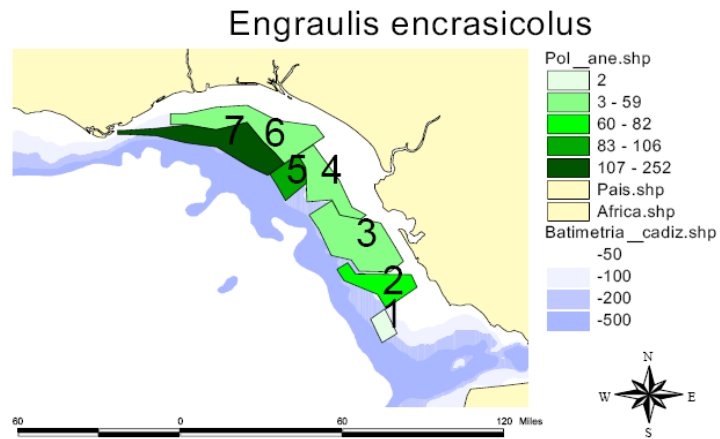 Engraulis encrasicolus
Pol__ane.shp
2
3 - 59
60 - 82
83 - 106
107 - 252
Pais.shp
Africa.shp
Batimetria__cadiz.shp
-50
-100
-200
-500
7
6
5
4
3
2
1
N
W
E
S
60 0 60 120 Miles